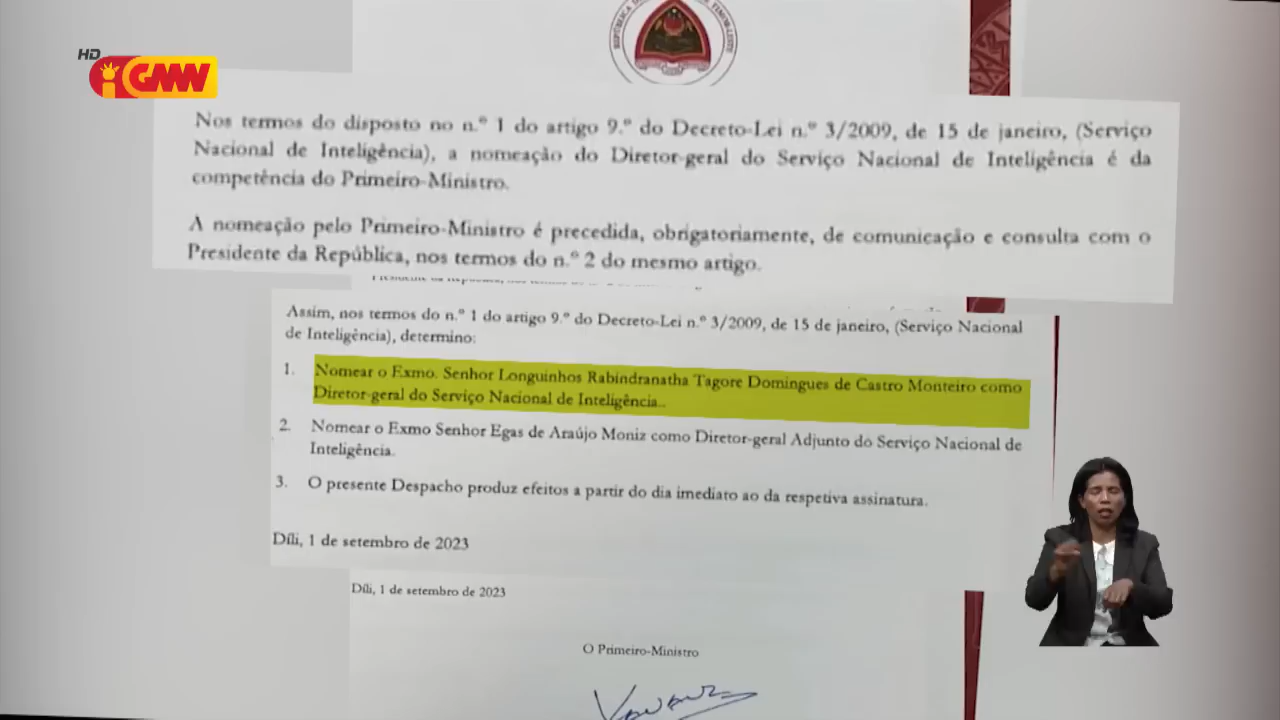 HD
GMW
Nos termos do disposto no n.º 1 do artigo 9.º do Decreto-Lei n.º 3/2009, de 15 de janeiro, (Serviço
Nacional de Inteligência), a nomeação do Diretor-geral do Serviço Nacional de Inteligência é da
competência do Primeiro-Ministro.
A nomeação pelo Primeiro-Ministro é precedida, obrigatoriamente, de comunicação e consulta com o
Presidente da República, nos termos do n.º 2 do mesmo artigo.
Assim, nos termos do n.º 1 do artigo 9.º do Decreto-Lei n.º 3/2009, de 15 de janeiro, (Serviço Nacional
de Inteligência), determino:
1. Nomear o Exmo. Senhor Longuinhos Rabindranatha Tagore Domingues de Castro Monteiro como
Diretor-geral do Serviço Nacional de Inteligência..
2. Nomear o Exmo Senhor Egas de Araújo Moniz como Diretor-geral Adjunto do Serviço Nacional de
Inteligência.
3. O presente Despacho produz efeitos a partir do dia imediato ao da respetiva assinatura.
Díli, 1 de setembro de 2023
Díli, 1 de setembro de 2023
O Primeiro-Ministro